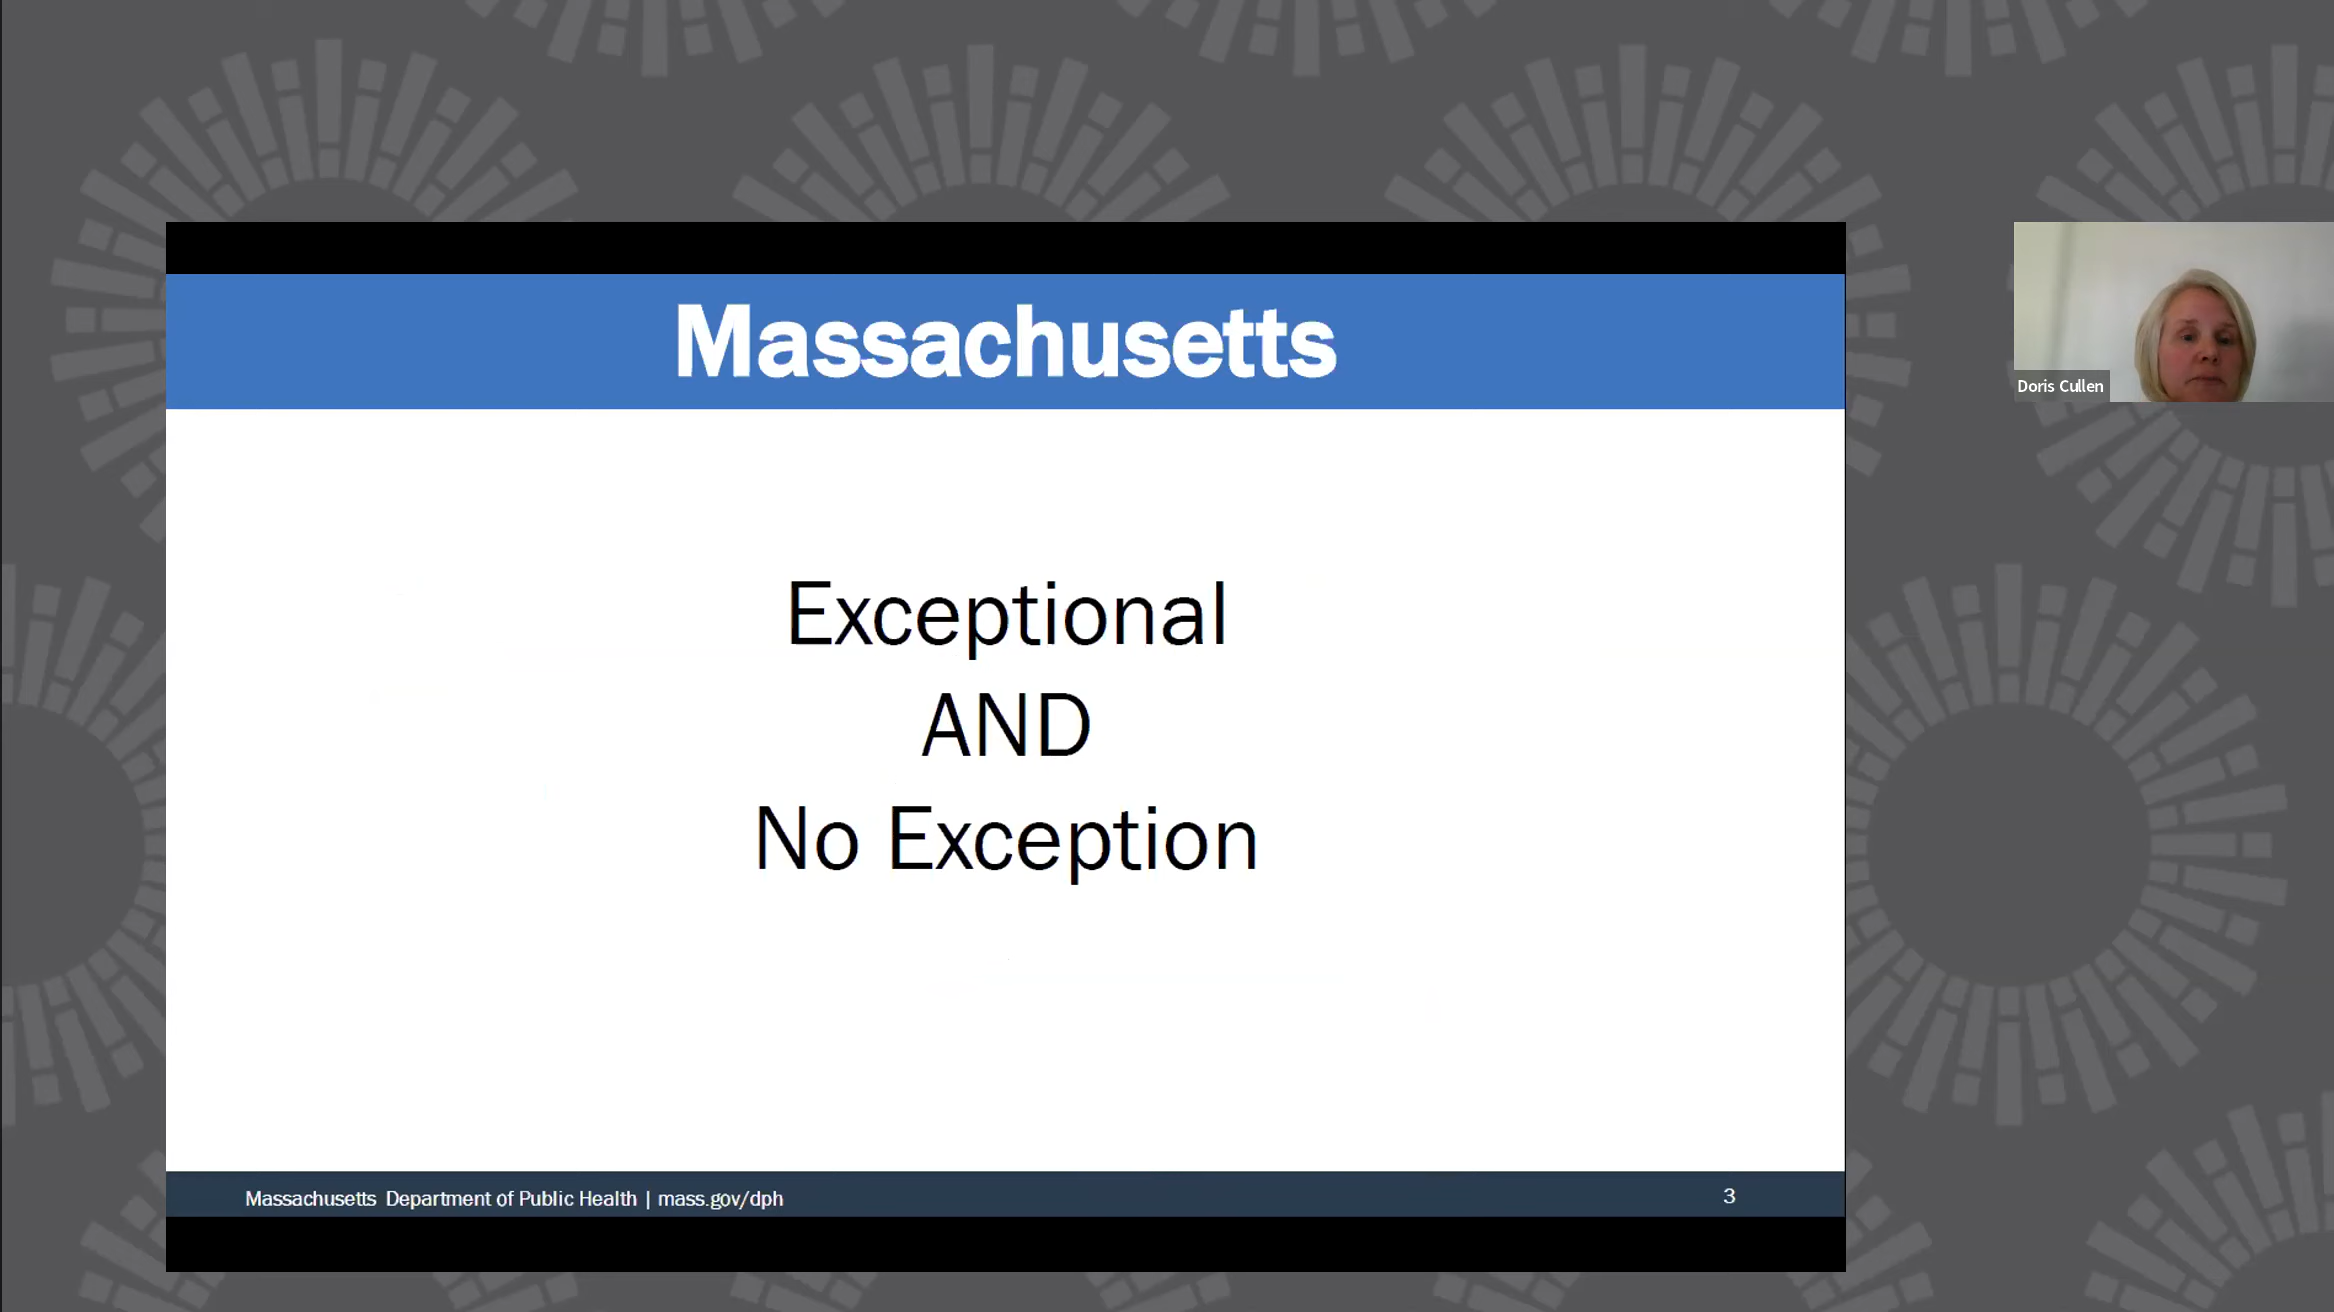 Massachusetts
Exceptional
AND
No Exception
Massachusetts Department of Public Health | mass.gov/dph
3
Doris Cullen